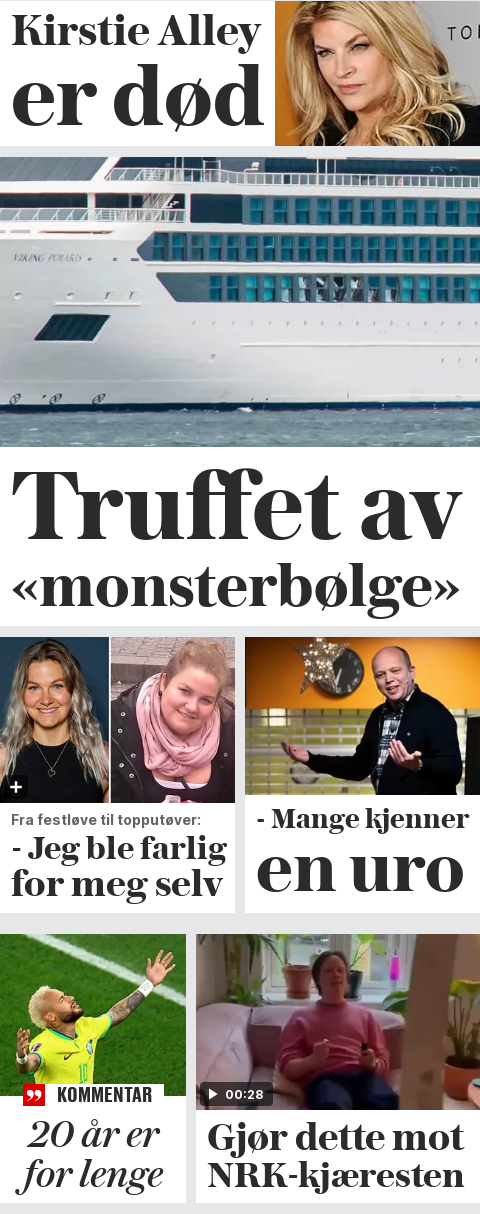 Kirstie Alley
er død
VIKING POLARIS
Truffet av
«monsterbølge»
Fra festløve til topputøver:
- Jeg ble farlig
for meg selv
- Mange kjenner
en uro
KOMMENTAR
20 år er
for lenge
00:28
Gjør dette mot
NRK-kjæresten